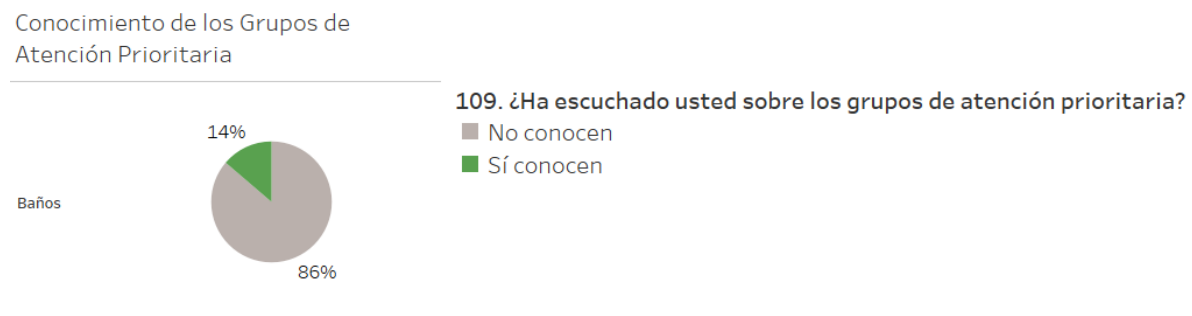 Conocimiento de los Grupos de
Atención Prioritaria
109. ¿Ha escuchado usted sobre los grupos de atención prioritaria?
No conocen
Sí conocen
14%
Baños
86%